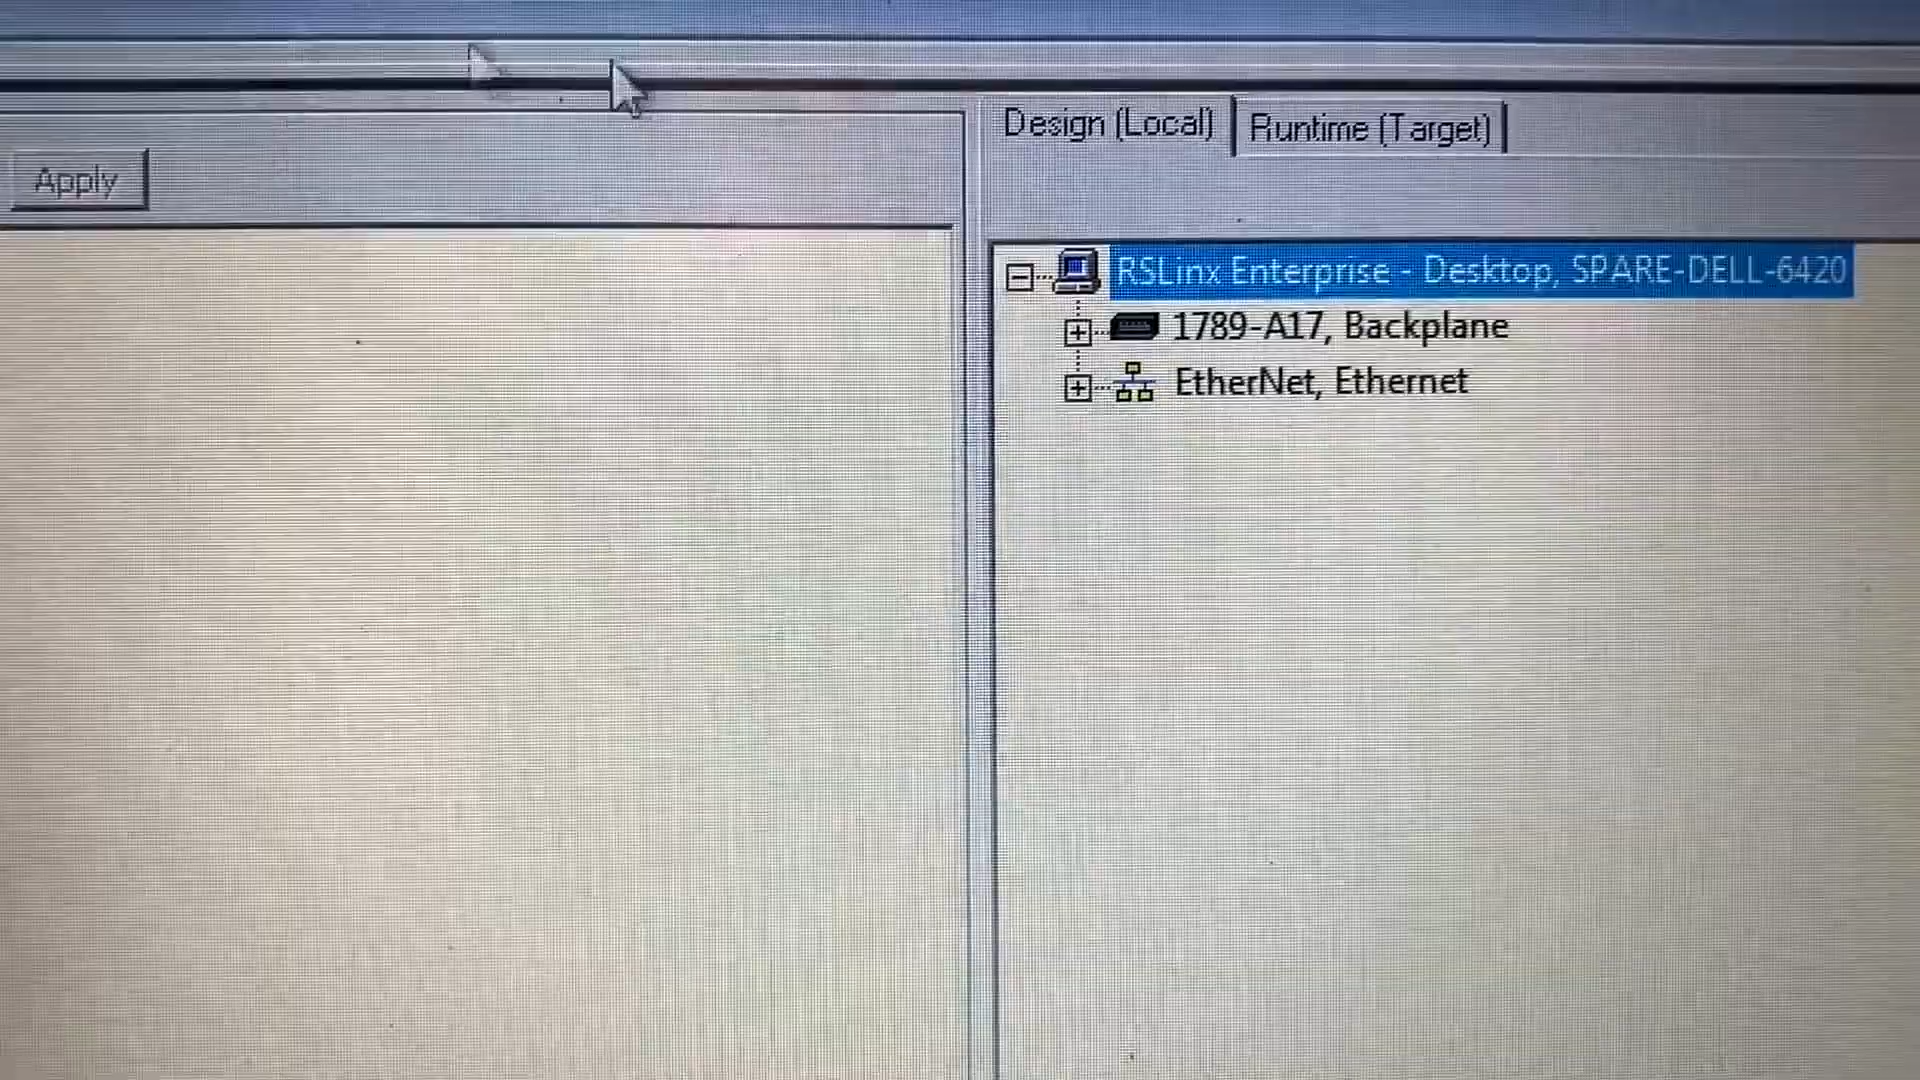 Design (Local)
Runtime (Target)
Apply
RSLinx Enterprise - Desktop, SPARE-DELL-6420
1789-A17, Backplane
EtherNet, Ethernet